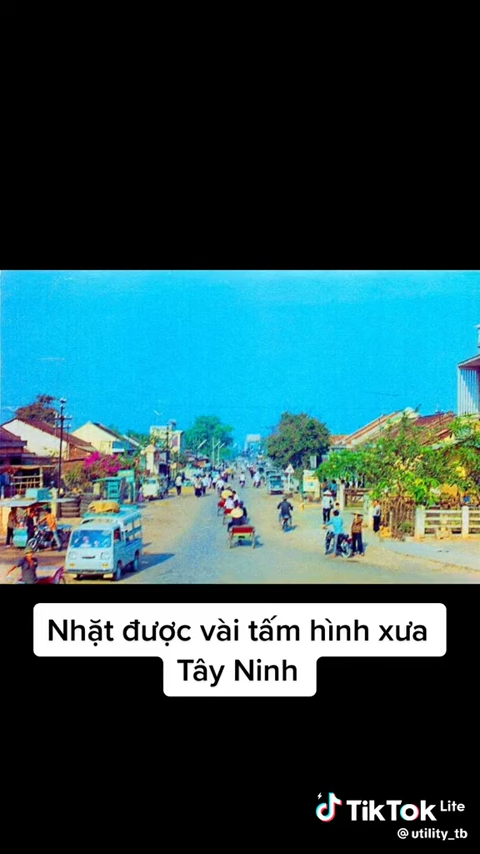 Nhặt được vài tấm hình xưa
Tây Ninh
TikTok Lite
@utility_tb